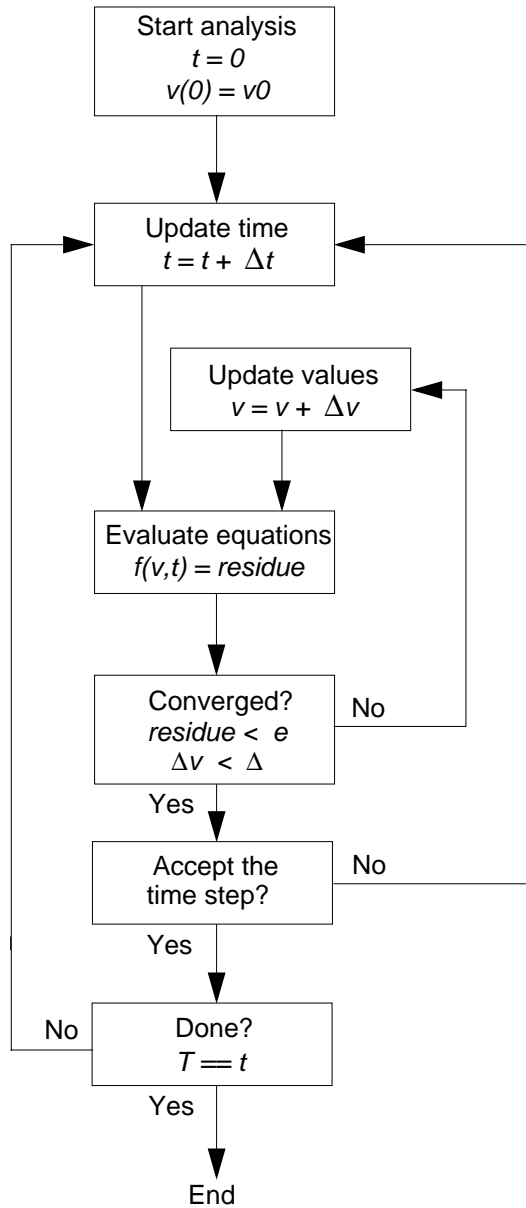 Start analysis
t = 0
v(0) = v0
Update time
t = t + Δt
Update values
v = v + Δv
Evaluate equations
f(v,t) = residue
Converged?
residue < e
Δv < Δ
No
Yes
Accept the
time step?
No
Yes
Done?
T == t
No
Yes
End